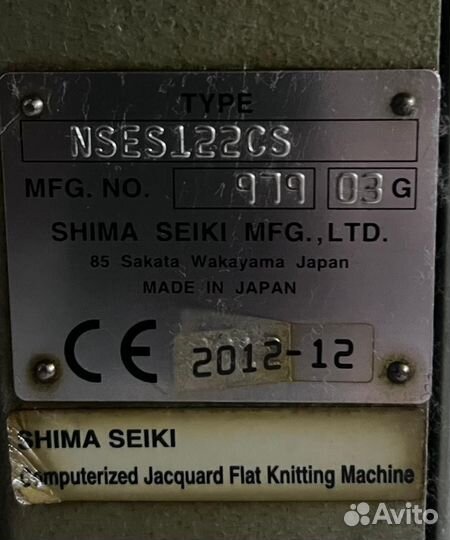 TYPE
NSES122CS
MFG. NO. 979 03 G
SHIMA SEIKI MFG.,LTD.
85 Sakata Wakayama Japan
MADE IN JAPAN
CE 2012-12
SHIMA SEIKI
Computerized Jacquard Flat Knitting Machine
Avito